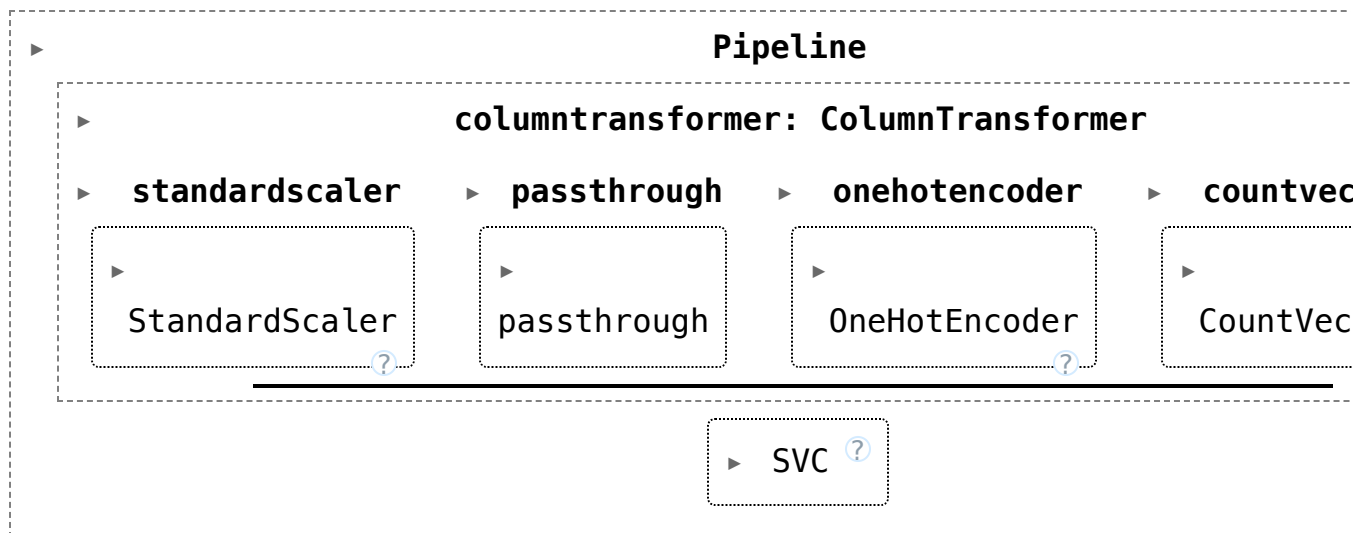 Pipeline
columntransformer: ColumnTransformer
standardscaler passthrough onehotencoder countvec
StandardScaler passthrough OneHotEncoder CountVec
? ?
SVC ?